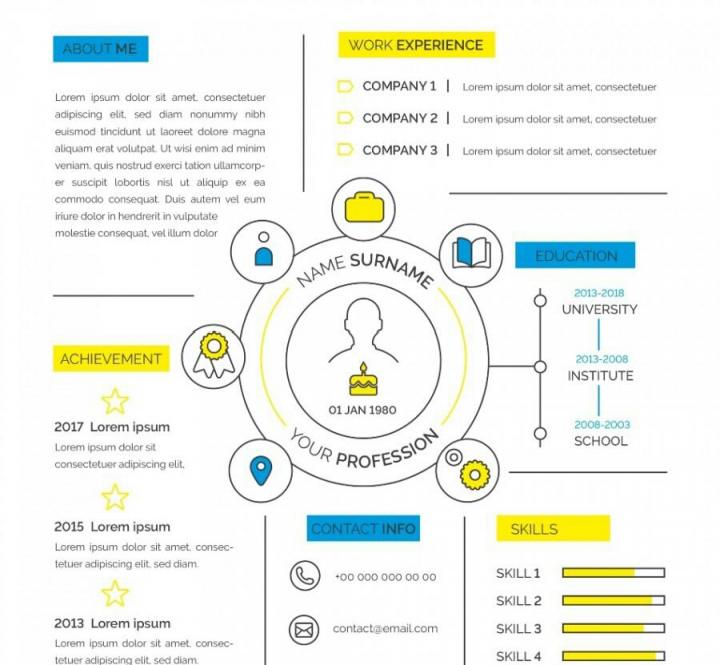 ABOUT ME
Lorem ipsum dolor sit amet, consectetuer
adipiscing elit, sed diam nonummy nibh
euismod tincidunt ut laoreet dolore magna
aliquam erat volutpat. Ut wisi enim ad minim
veniam, quis nostrud exerci tation ullamcorp-
er suscipit lobortis nisl ut aliquip ex ea
commodo consequat. Duis autem vel eum
iriure dolor in hendrerit in vulputate
molestie consequat, vel illum dolor
WORK EXPERIENCE
COMPANY 1 | Lorem ipsum dolor sit amet, consectetuer
COMPANY 2 | Lorem ipsum dolor sit amet, consectetuer
COMPANY 3 | Lorem ipsum dolor sit amet, consectetuer
NAME SURNAME
01 JAN 1980
YOUR PROFESSION
EDUCATION
2013-2018
UNIVERSITY
2013-2008
INSTITUTE
2008-2003
SCHOOL
ACHIEVEMENT
2017 Lorem ipsum
Lorem ipsum dolor sit
consectetuer adipiscing elit,
2015 Lorem ipsum
Lorem ipsum dolor sit amet, consec-
tetuer adipiscing elit, sed diam.
2013 Lorem ipsum
Lorem ipsum dolor sit amet, consec-
tetuer adipiscing elit, sed diam.
CONTACT INFO
+00 000 000 00 00
contact@email.com
SKILLS
SKILL 1
SKILL 2
SKILL 3
SKILL 4